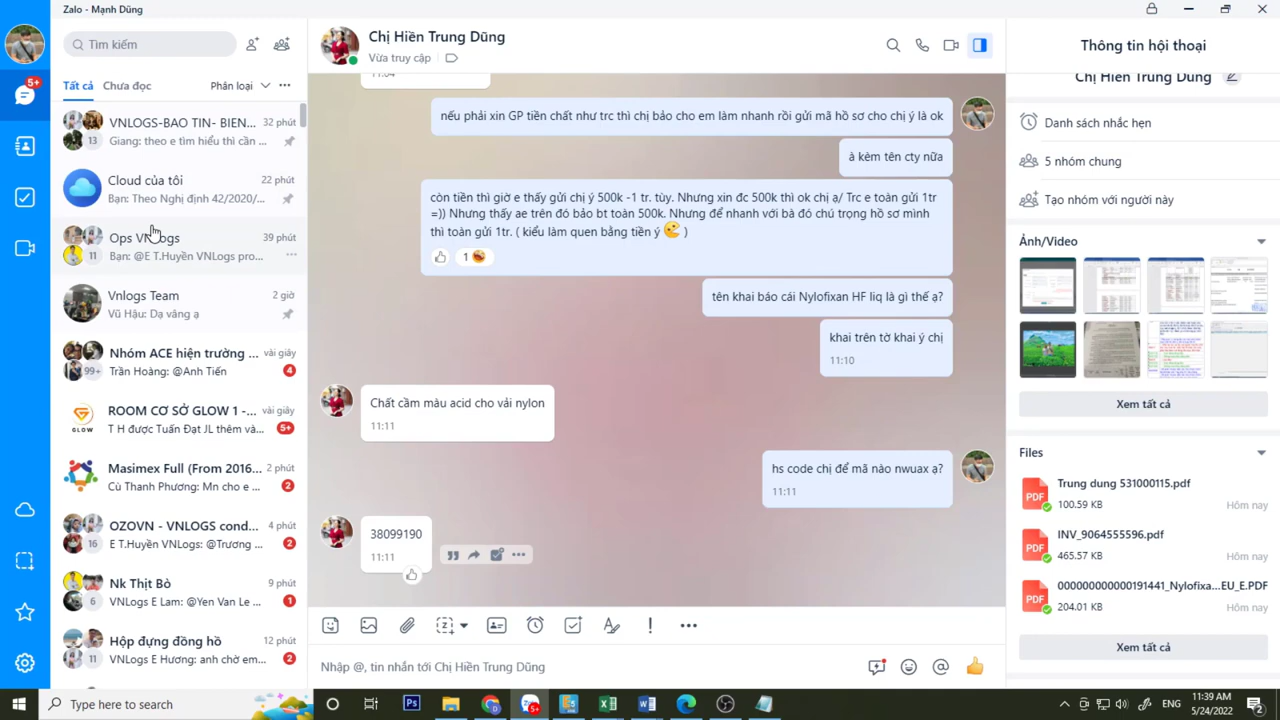 Zalo - Mạnh Dũng
Tìm kiếm
5+
Tất cả
Chưa đọc
Phân loại
VNLOGS-BAO TIN- BIEN...
32 phút
13
Giang: theo e tìm hiểu thì cần ...
Cloud của tôi
22 phút
Bạn: Theo Nghị định 42/2020/...
Ops VNLogs
39 phút
11
Bạn: @E T.Huyền VNLogs pro...
Vnlogs Team
2 giờ
Vũ Hậu: Dạ vâng ạ
Nhóm ACE hiện trường ...
vài giây
99+
Trần Hoàng: @Anh Tiến
4
ROOM CƠ SỞ GLOW 1 -...
vài giây
GLOW
T H được Tuấn Đạt JL thêm và...
5+
Masimex Full (From 2016...
2 phút
Cù Thanh Phương: Mn cho e ...
2
OZOVN - VNLOGS cond...
4 phút
16
E T.Huyền VNLogs: @Trương ...
2
Nk Thịt Bò
9 phút
6
VNLogs E Lam: @Yen Van Le ...
1
Hộp đựng đồng hồ
12 phút
11
VNLogs E Hương: anh chờ em...
2
Chị Hiền Trung Dũng
Vừa truy cập
11:04
nếu phải xin GP tiền chất như trc thì chị bảo cho em làm nhanh rồi gửi mã hồ sơ cho chị ý là ok
à kèm tên cty nữa
còn tiền thì giờ e thấy gửi chị ý 500k -1 tr. tùy. Nhưng xin đc 500k thì ok chị ạ/ Trc e toàn gửi 1tr
=)) Nhưng thấy ae trên đó bảo bt toàn 500k. Nhưng để nhanh với bà đó chú trọng hồ sơ mình
thì toàn gửi 1tr. ( kiểu làm quen bằng tiền ý )
1
tên khai báo cái Nylofixan HF liq là gì thế ạ?
khai trên tờ khai ý chị
11:10
Chất cầm màu acid cho vải nylon
11:11
hs code chị để mã nào nwuax ạ?
11:11
38099190
11:11
Nhập @, tin nhắn tới Chị Hiền Trung Dũng
Thông tin hội thoại
Chị Hiền Trung Dũng
Danh sách nhắc hẹn
5 nhóm chung
Tạo nhóm với người này
Ảnh/Video
Xem tất cả
Files
PDF
Trung dung 531000115.pdf
100.59 KB
Hôm nay
PDF
INV_9064555596.pdf
465.57 KB
Hôm nay
PDF
000000000000191441_Nylofixa...EU_E.PDF
204.01 KB
Hôm nay
Xem tất cả
Type here to search
Ps
5+
ENG
11:39 AM
5/24/2022
2